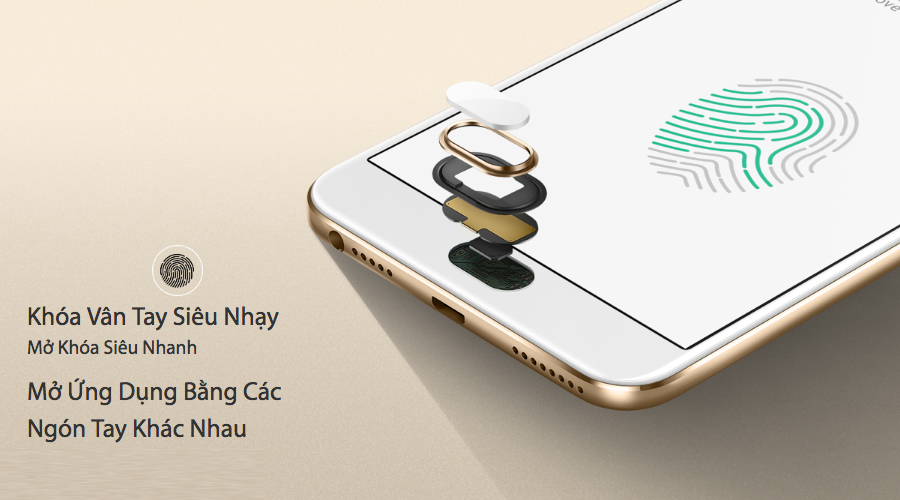 Khóa Vân Tay Siêu Nhạy
Mở Khóa Siêu Nhanh
Mở Ứng Dụng Bằng Các
Ngón Tay Khác Nhau